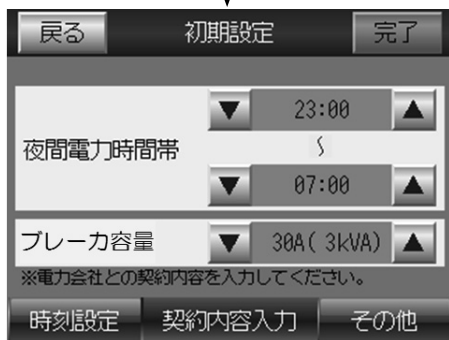 戻る 初期設定 完了
▼ 23:00 ▲
夜間電力時間帯 〜
▼ 07:00 ▲
ブレーカ容量 ▼ 30A( 3kVA) ▲
※電力会社との契約内容を入力してください。
時刻設定 契約内容入力 その他